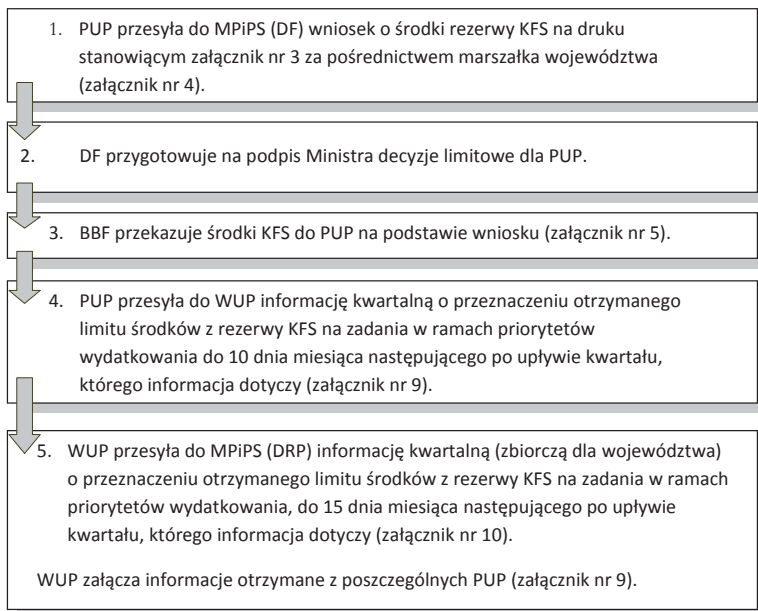 1. PUP przesyła do MPiPS (DF) wniosek o środki rezerwy KFS na druku
stanowiącym załącznik nr 3 za pośrednictwem marszałka województwa
(załącznik nr 4).
2. DF przygotowuje na podpis Ministra decyzje limitowe dla PUP.
3. BBF przekazuje środki KFS do PUP na podstawie wniosku (załącznik nr 5).
4. PUP przesyła do WUP informację kwartalną o przeznaczeniu otrzymanego
limitu środków z rezerwy KFS na zadania w ramach priorytetów
wydatkowania do 10 dnia miesiąca następującego po upływie kwartału,
którego informacja dotyczy (załącznik nr 9).
5. WUP przesyła do MPiPS (DRP) informację kwartalną (zbiorczą dla województwa)
o przeznaczeniu otrzymanego limitu środków z rezerwy KFS na zadania w ramach
priorytetów wydatkowania, do 15 dnia miesiąca następującego po upływie
kwartału, którego informacja dotyczy (załącznik nr 10).
WUP załącza informacje otrzymane z poszczególnych PUP (załącznik nr 9).